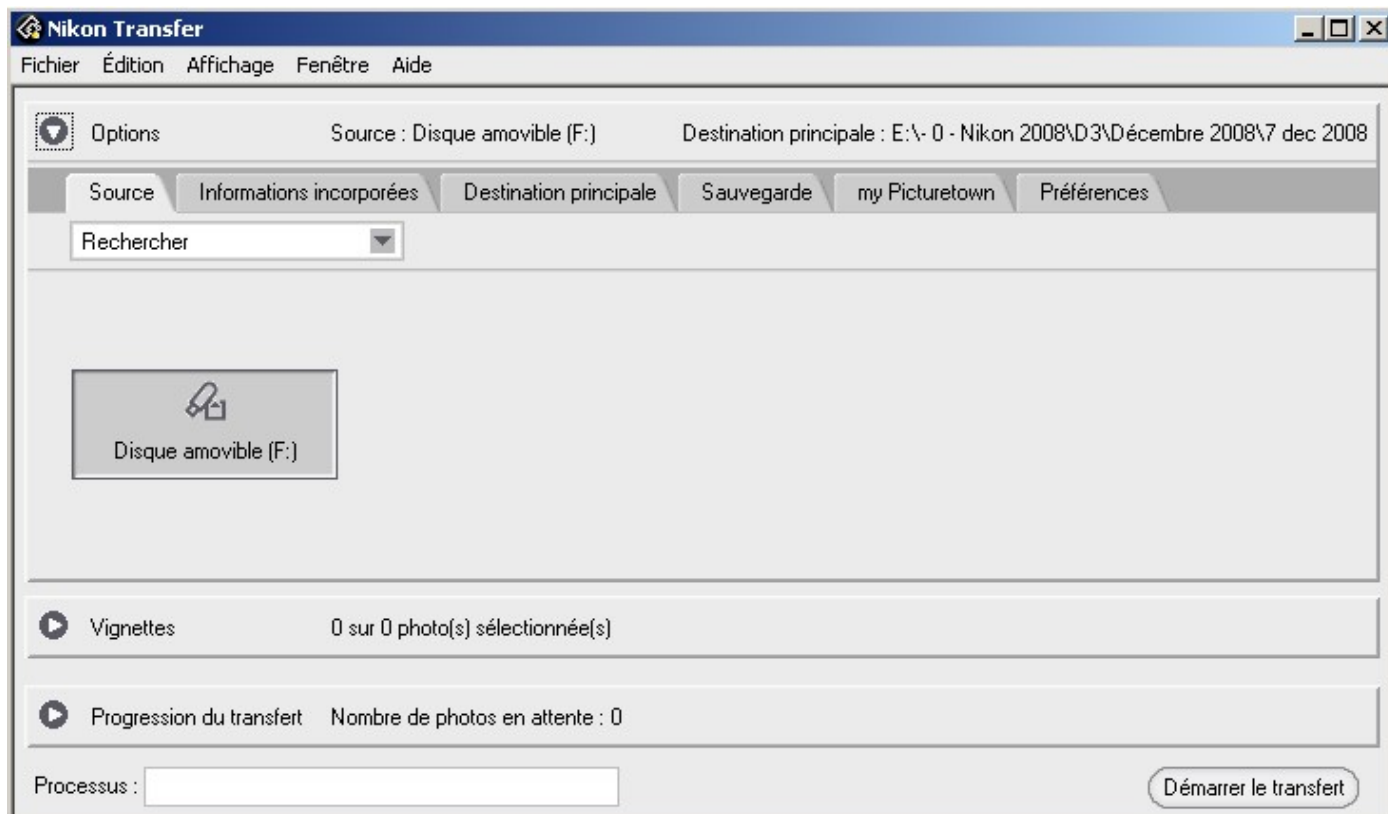 Nikon Transfer
Fichier Édition Affichage Fenêtre Aide
Options Source : Disque amovible (F:) Destination principale : E:\- 0 - Nikon 2008\D3\Décembre 2008\7 dec 2008
Source Informations incorporées Destination principale Sauvegarde my Picturetown Préférences
Rechercher
Disque amovible (F:)
Vignettes 0 sur 0 photo(s) sélectionnée(s)
Progression du transfert Nombre de photos en attente : 0
Processus : Démarrer le transfert